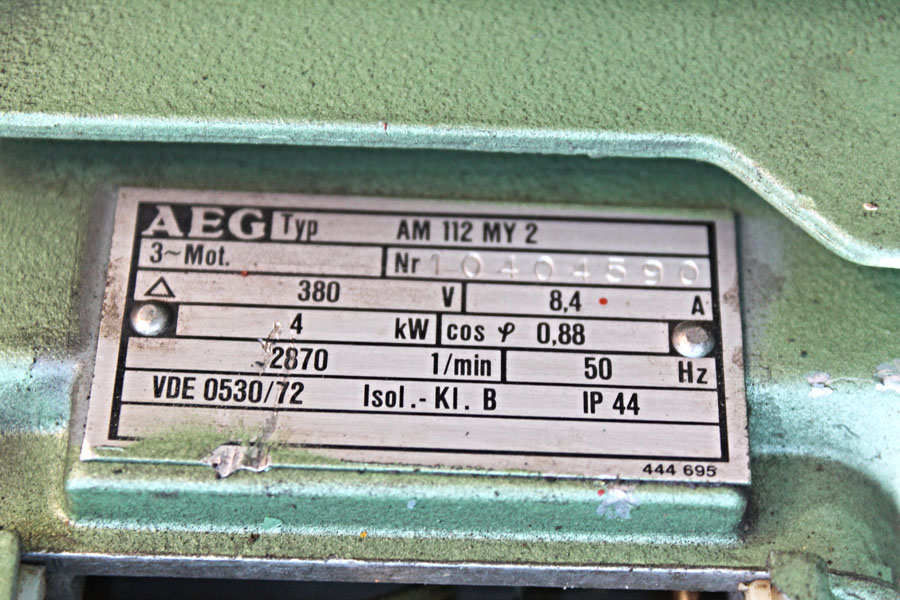 AEG Typ AM 112 MY 2
3~Mot. Nr 10404590
△ 380 V 8,4 A
4 kW cos φ 0,88
2870 1/min 50 Hz
VDE 0530/72 Isol.-Kl. B IP 44
444 695